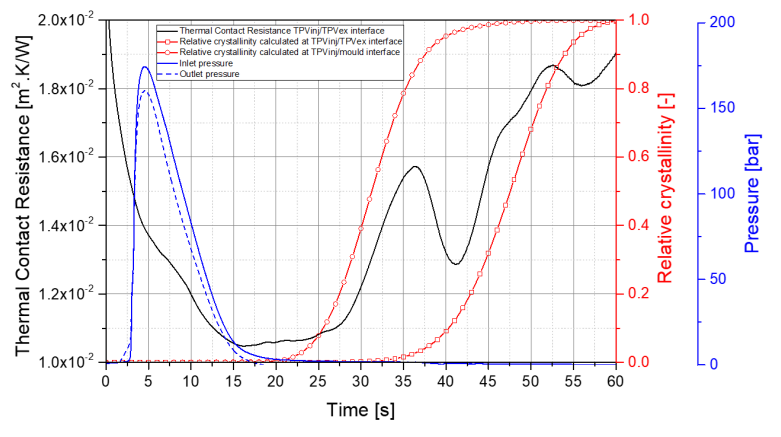 Thermal Contact Resistance TPVinj/TPVex interface
Relative crystallinity calculated at TPVinj/TPVex interface
Relative crystallinity calculated at TPVinj/mould interface
Inlet pressure
Outlet pressure
Thermal Contact Resistance [m².K/W]
2.0x10⁻²
1.8x10⁻²
1.6x10⁻²
1.4x10⁻²
1.2x10⁻²
1.0x10⁻²
0 5 10 15 20 25 30 35 40 45 50 55 60
Time [s]
1.0
0.8
0.6
0.4
0.2
0.0
Relative crystallinity [-]
200
150
100
50
0
Pressure [bar]